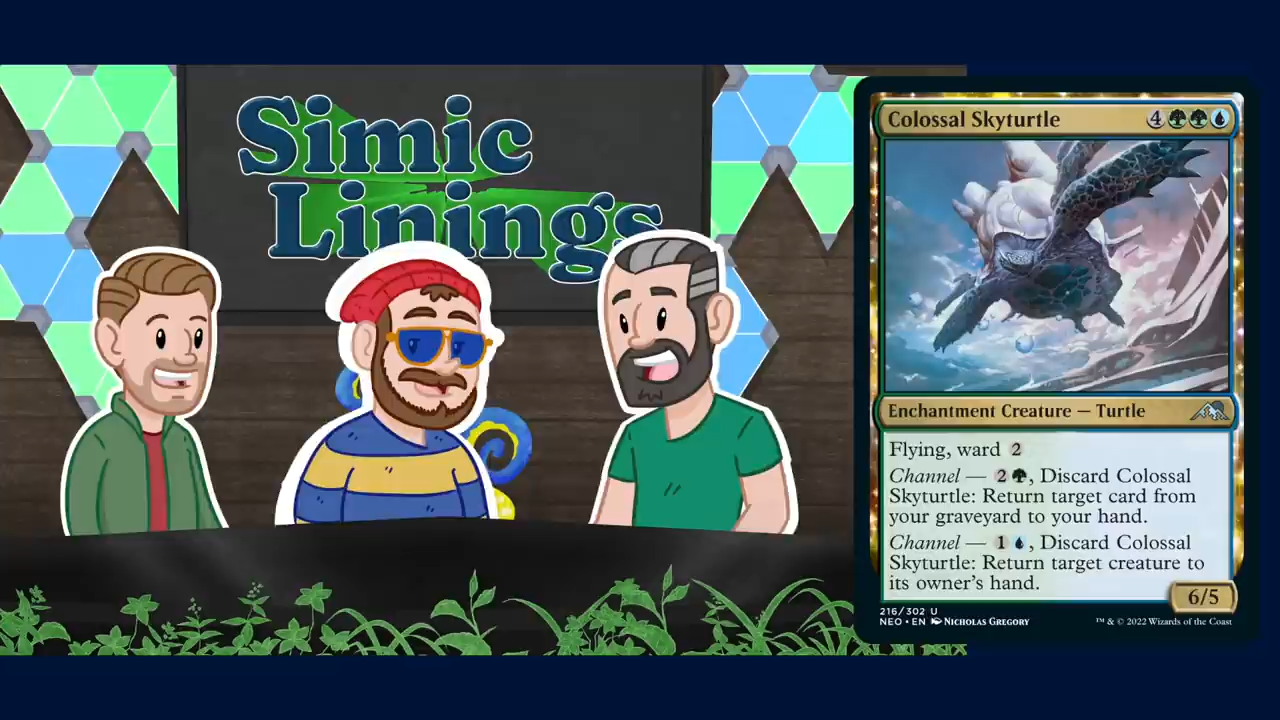 Simic
Linings
Colossal Skyturtle 4
Enchantment Creature — Turtle
Flying, ward 2
Channel — 2, Discard Colossal
Skyturtle: Return target card from
your graveyard to your hand.
Channel — 1, Discard Colossal
Skyturtle: Return target creature to
its owner's hand.
6/5
216/302 U
NEO • EN Nicholas Gregory
™ & © 2022 Wizards of the Coast